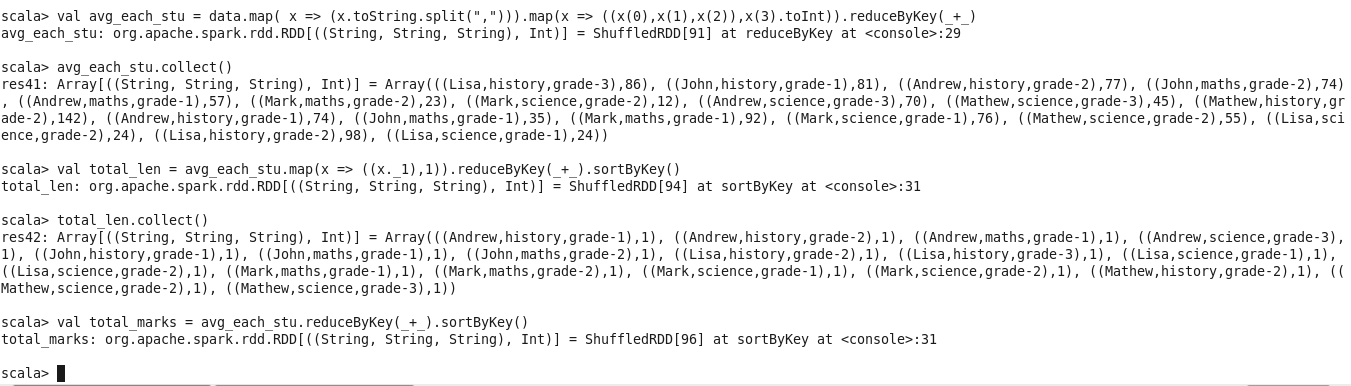 scala> val avg_each_stu = data.map( x => (x.toString.split(","))).map(x => ((x(0),x(1),x(2)),x(3).toInt)).reduceByKey(_+_)
avg_each_stu: org.apache.spark.rdd.RDD[((String, String, String), Int)] = ShuffledRDD[91] at reduceByKey at <console>:29
scala> avg_each_stu.collect()
res41: Array[((String, String, String), Int)] = Array(((Lisa,history,grade-3),86), ((John,history,grade-1),81), ((Andrew,history,grade-2),77), ((John,maths,grade-2),74)
, ((Andrew,maths,grade-1),57), ((Mark,maths,grade-2),23), ((Mark,science,grade-2),12), ((Andrew,science,grade-3),70), ((Mathew,science,grade-3),45), ((Mathew,history,gr
ade-2),142), ((Andrew,history,grade-1),74), ((John,maths,grade-1),35), ((Mark,maths,grade-1),92), ((Mark,science,grade-1),76), ((Mathew,science,grade-2),55), ((Lisa,sci
ence,grade-2),24), ((Lisa,history,grade-2),98), ((Lisa,science,grade-1),24))
scala> val total_len = avg_each_stu.map(x => ((x._1),1)).reduceByKey(_+_).sortByKey()
total_len: org.apache.spark.rdd.RDD[((String, String, String), Int)] = ShuffledRDD[94] at sortByKey at <console>:31
scala> total_len.collect()
res42: Array[((String, String, String), Int)] = Array(((Andrew,history,grade-1),1), ((Andrew,history,grade-2),1), ((Andrew,maths,grade-1),1), ((Andrew,science,grade-3),
1), ((John,history,grade-1),1), ((John,maths,grade-1),1), ((John,maths,grade-2),1), ((Lisa,history,grade-2),1), ((Lisa,history,grade-3),1), ((Lisa,science,grade-1),1),
((Lisa,science,grade-2),1), ((Mark,maths,grade-1),1), ((Mark,maths,grade-2),1), ((Mark,science,grade-1),1), ((Mark,science,grade-2),1), ((Mathew,history,grade-2),1), ((
Mathew,science,grade-2),1), ((Mathew,science,grade-3),1))
scala> val total_marks = avg_each_stu.reduceByKey(_+_).sortByKey()
total_marks: org.apache.spark.rdd.RDD[((String, String, String), Int)] = ShuffledRDD[96] at sortByKey at <console>:31
scala>